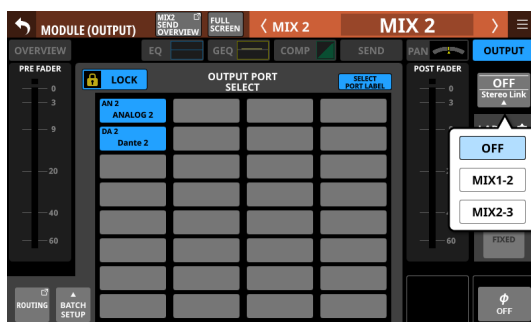 MODULE (OUTPUT)
MIX2
SEND
OVERVIEW
FULL
SCREEN
MIX 2
MIX 2
OVERVIEW
EQ
GEQ
COMP
SEND
PAN
OUTPUT
PRE FADER
0
3
9
20
40
60
LOCK
OUTPUT PORT
SELECT
SELECT
PORT LABEL
AN 2
ANALOG 2
DA 2
Dante 2
POST FADER
0
3
60
OFF
Stereo Link
OFF
MIX1-2
MIX2-3
FIXED
ROUTING
BATCH
SETUP
ϕ
OFF